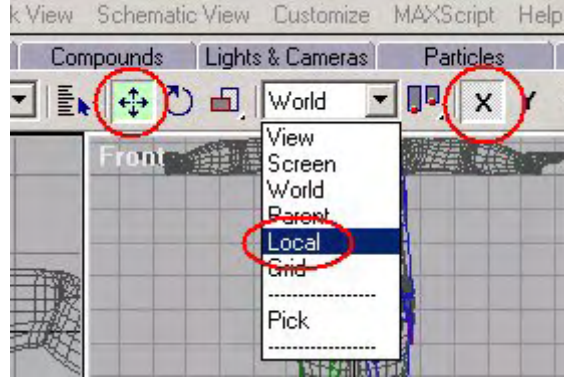 k View Schematic View Customize MAXScript Help
Compounds Lights & Cameras Particles
World X Y
Front
View
Screen
World
Parent
Local
Grid
----------------
Pick
----------------